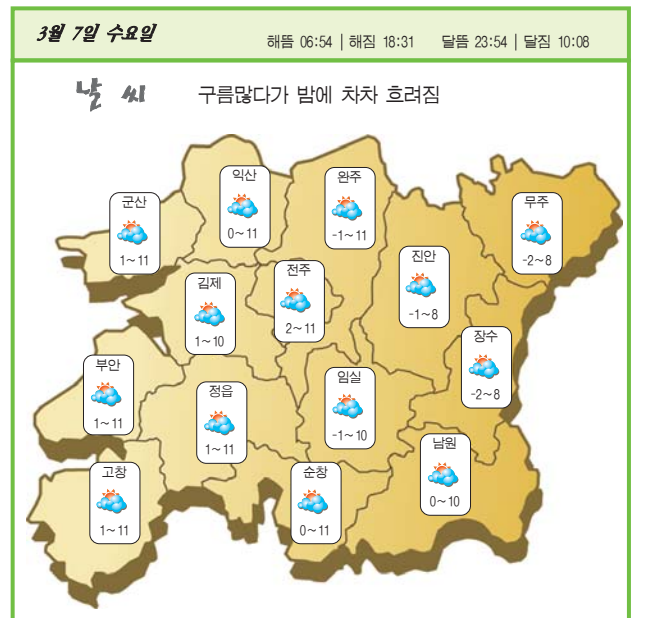 3월 7일 수요일
해뜸 06:54 | 해짐 18:31 달뜸 23:54 | 달짐 10:08
날 씨 구름많다가 밤에 차차 흐려짐
익산
0~11
완주
-1~11
군산
1~11
무주
-2~8
진안
-1~8
전주
2~11
김제
1~10
장수
-2~8
부안
1~11
임실
-1~10
정읍
1~11
남원
0~10
고창
1~11
순창
0~11